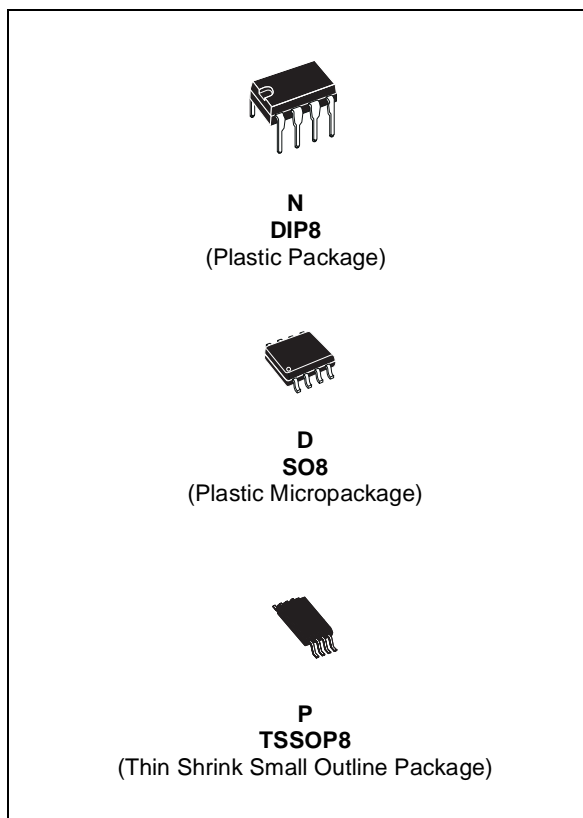 N
DIP8
(Plastic Package)
D
SO8
(Plastic Micropackage)
P
TSSOP8
(Thin Shrink Small Outline Package)